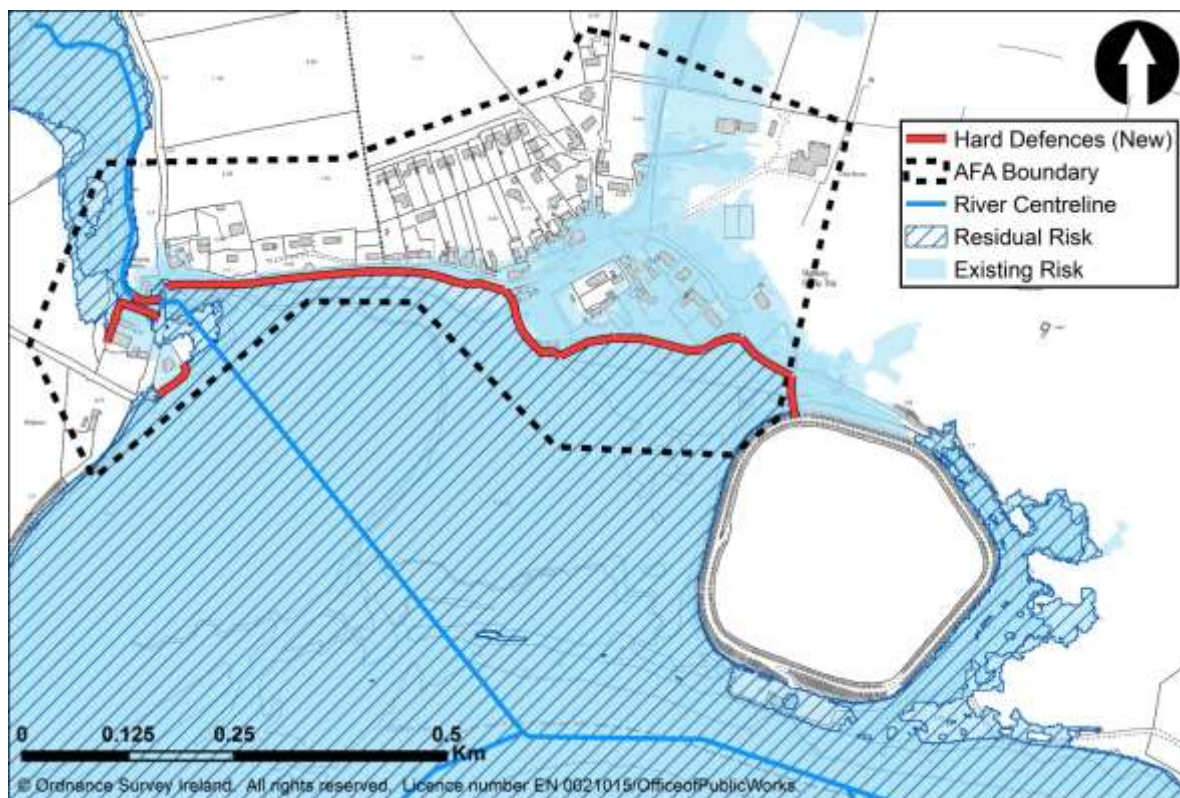 Hard Defences (New)
AFA Boundary
River Centreline
Residual Risk
Existing Risk
0
0.125
0.25
0.5
Km
© Ordnance Survey Ireland. All rights reserved. Licence number EN 0021015/OfficeofPublicWorks